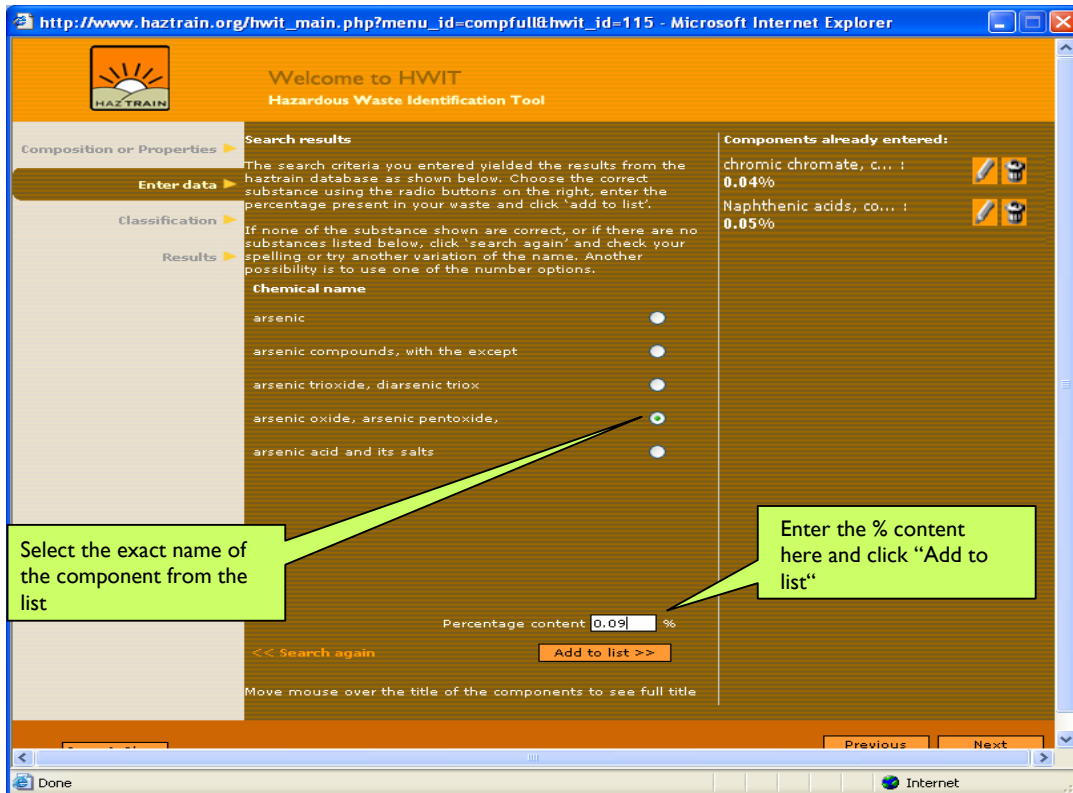 http://www.haztrain.org/hwit_main.php?menu_id=compfull&hwit_id=115 - Microsoft Internet Explorer
HAZTRAIN
Welcome to HWIT
Hazardous Waste Identification Tool
Composition or Properties
Enter data
Classification
Results
Search results
The search criteria you entered yielded the results from the
haztrain database as shown below. Choose the correct
substance using the radio buttons on the right, enter the
percentage present in your waste and click 'add to list'.
If none of the substance shown are correct, or if there are no
substances listed below, click 'search again' and check your
spelling or try another variation of the name. Another
possibility is to use one of the number options.
Chemical name
arsenic
arsenic compounds, with the except
arsenic trioxide, diarsenic triox
arsenic oxide, arsenic pentoxide,
arsenic acid and its salts
Select the exact name of
the component from the
list
Percentage content 0.09 %
<< Search again
Add to list >>
Move mouse over the title of the components to see full title
Components already entered:
chromic chromate, c... :
0.04%
Naphthenic acids, co... :
0.05%
Enter the % content
here and click “Add to
list“
Previous
Next
Done
Internet